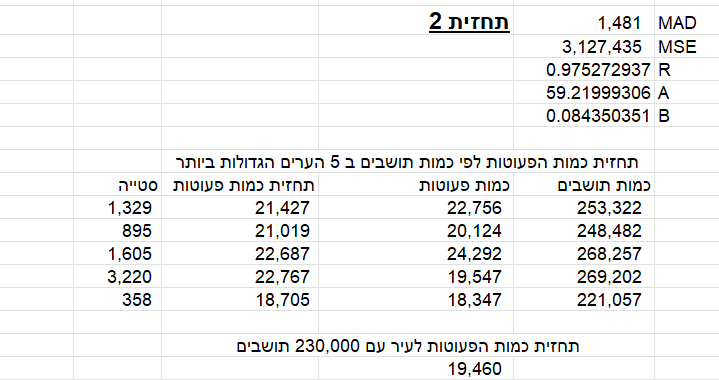 תחזית 2
MAD 1,481
MSE 3,127,435
R 0.975272937
A 59.21999306
B 0.084350351
תחזית כמות הפעוטות לפי כמות תושבים ב 5 הערים הגדולות ביותר
כמות תושבים כמות פעוטות תחזית כמות פעוטות סטייה
253,322 22,756 21,427 1,329
248,482 20,124 21,019 895
268,257 24,292 22,687 1,605
269,202 19,547 22,767 3,220
221,057 18,347 18,705 358
תחזית כמות הפעוטות לעיר עם 230,000 תושבים
19,460